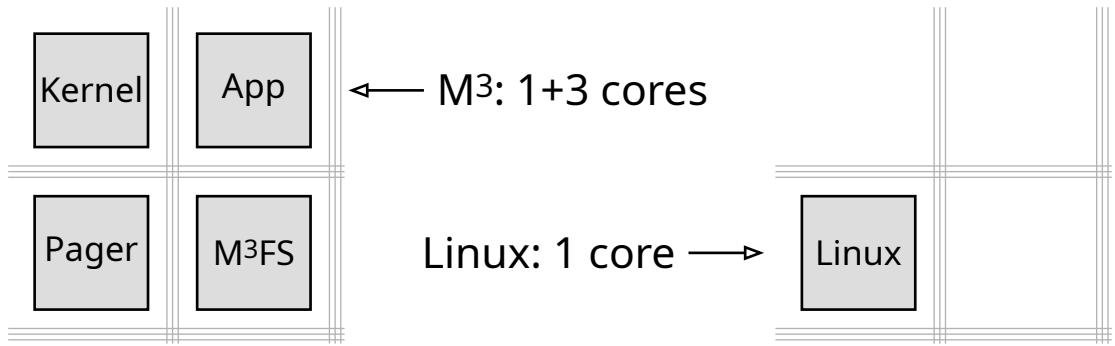 Kernel
App
M³: 1+3 cores
Pager
M³FS
Linux: 1 core
Linux